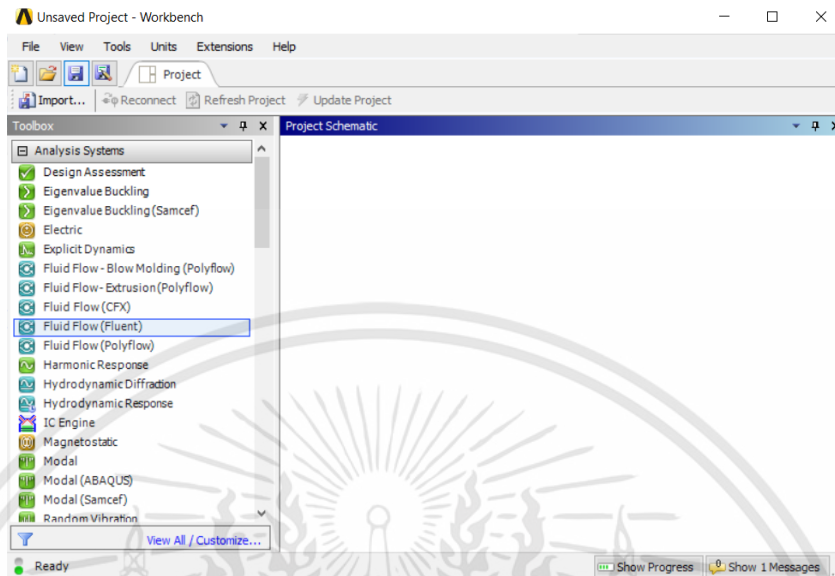 Unsaved Project - Workbench
File View Tools Units Extensions Help
Project
Import... Reconnect Refresh Project Update Project
Toolbox
Project Schematic
Analysis Systems
Design Assessment
Eigenvalue Buckling
Eigenvalue Buckling (Samcef)
Electric
Explicit Dynamics
Fluid Flow - Blow Molding (Polyflow)
Fluid Flow - Extrusion (Polyflow)
Fluid Flow (CFX)
Fluid Flow (Fluent)
Fluid Flow (Polyflow)
Harmonic Response
Hydrodynamic Diffraction
Hydrodynamic Response
IC Engine
Magnetostatic
Modal
Modal (ABAQUS)
Modal (Samcef)
Random Vibration
View All / Customize...
Ready
Show Progress
Show 1 Messages